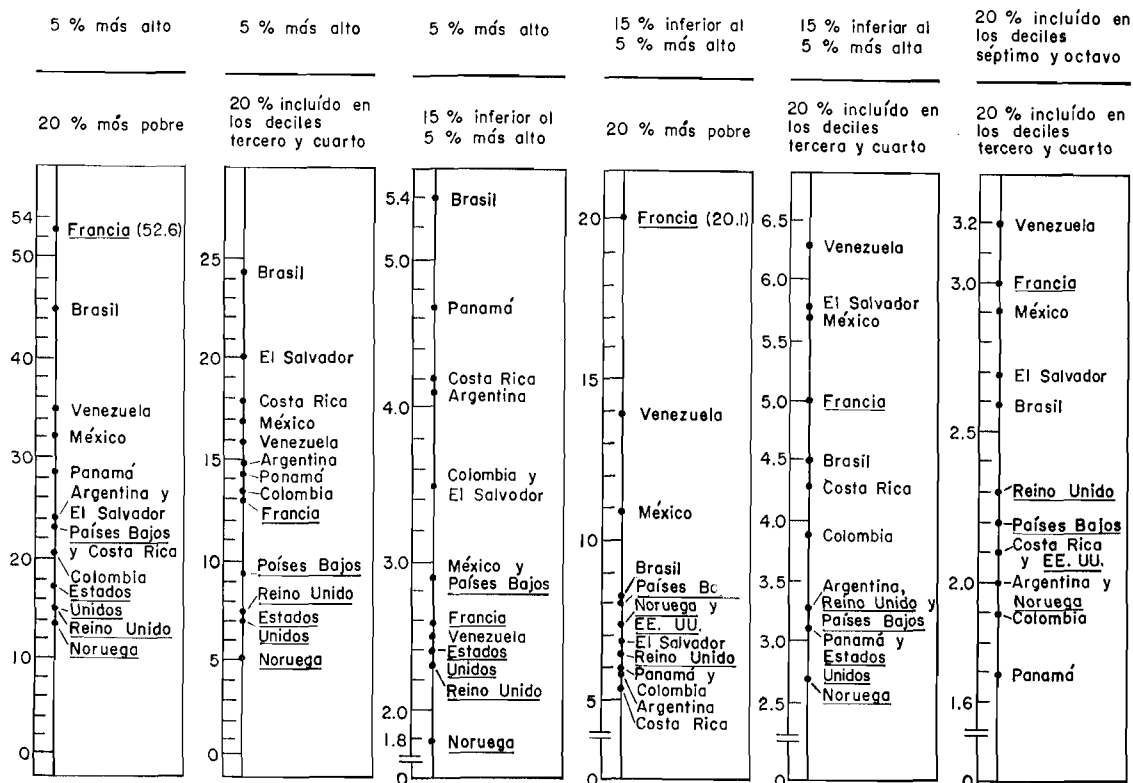 5 % más alto
20 % más pobre
54
50
40
30
20
10
0
Francia (52.6)
Brasil
Venezuela
México
Panamá
Argentina y
El Salvador
Países Bajos
y Costa Rica
Colombia
Estados
Unidos
Reino Unido
Noruega
5 % más alto
20 % incluído en
los deciles
tercero y cuarto
25
20
15
10
5
0
Brasil
El Salvador
Costa Rica
México
Venezuela
Argentina
Panamá
Colombia
Francia
Países Bajos
Reino Unido
Estados
Unidos
Noruega
5 % más alto
15 % inferior al
5 % más alto
5.4
5.0
4.0
3.0
2.0
1.8
0
Brasil
Panamá
Costa Rica
Argentina
Colombia y
El Salvador
México y
Países Bajos
Francia
Venezuela
Estados
Unidos
Reino Unido
Noruega
15 % inferior al
5 % más alto
20 % más pobre
20
15
10
5
0
Francia (20.1)
Venezuela
México
Brasil
Países
Noruega y
EE. UU.
El Salvador
Reino Unido
Panamá y
Colombia
Argentina
Costa Rica
15 % inferior al
5 % más alta
20 % incluído en
los deciles
tercera y cuarto
6.5
6.0
5.0
4.5
4.0
3.5
3.0
2.5
0
Venezuela
El Salvador
México
Francia
Brasil
Costa Rica
Colombia
Argentina,
Reino Unido y
Países Bajos
Panamá y
Estados
Unidos
Noruega
20 % incluído en
los deciles
séptimo y octavo
20 % incluído en
los deciles
tercero y cuarto
3.2
3.0
2.5
2.0
1.6
0
Venezuela
Francia
México
El Salvador
Brasil
Reino Unido
Países Bajos
Costa Rica
y EE. UU.
Argentina y
Noruega
Colombia
Panamá